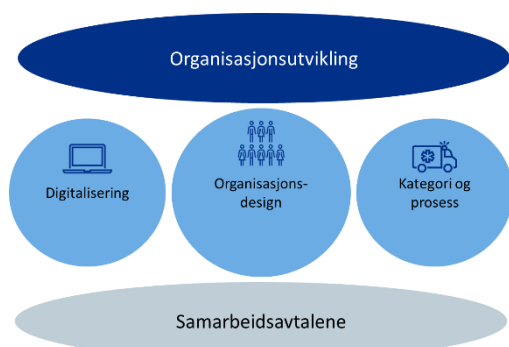 Organisasjonsutvikling
Digitalisering
Organisasjons-
design
Kategori og
prosess
Samarbeidsavtalene